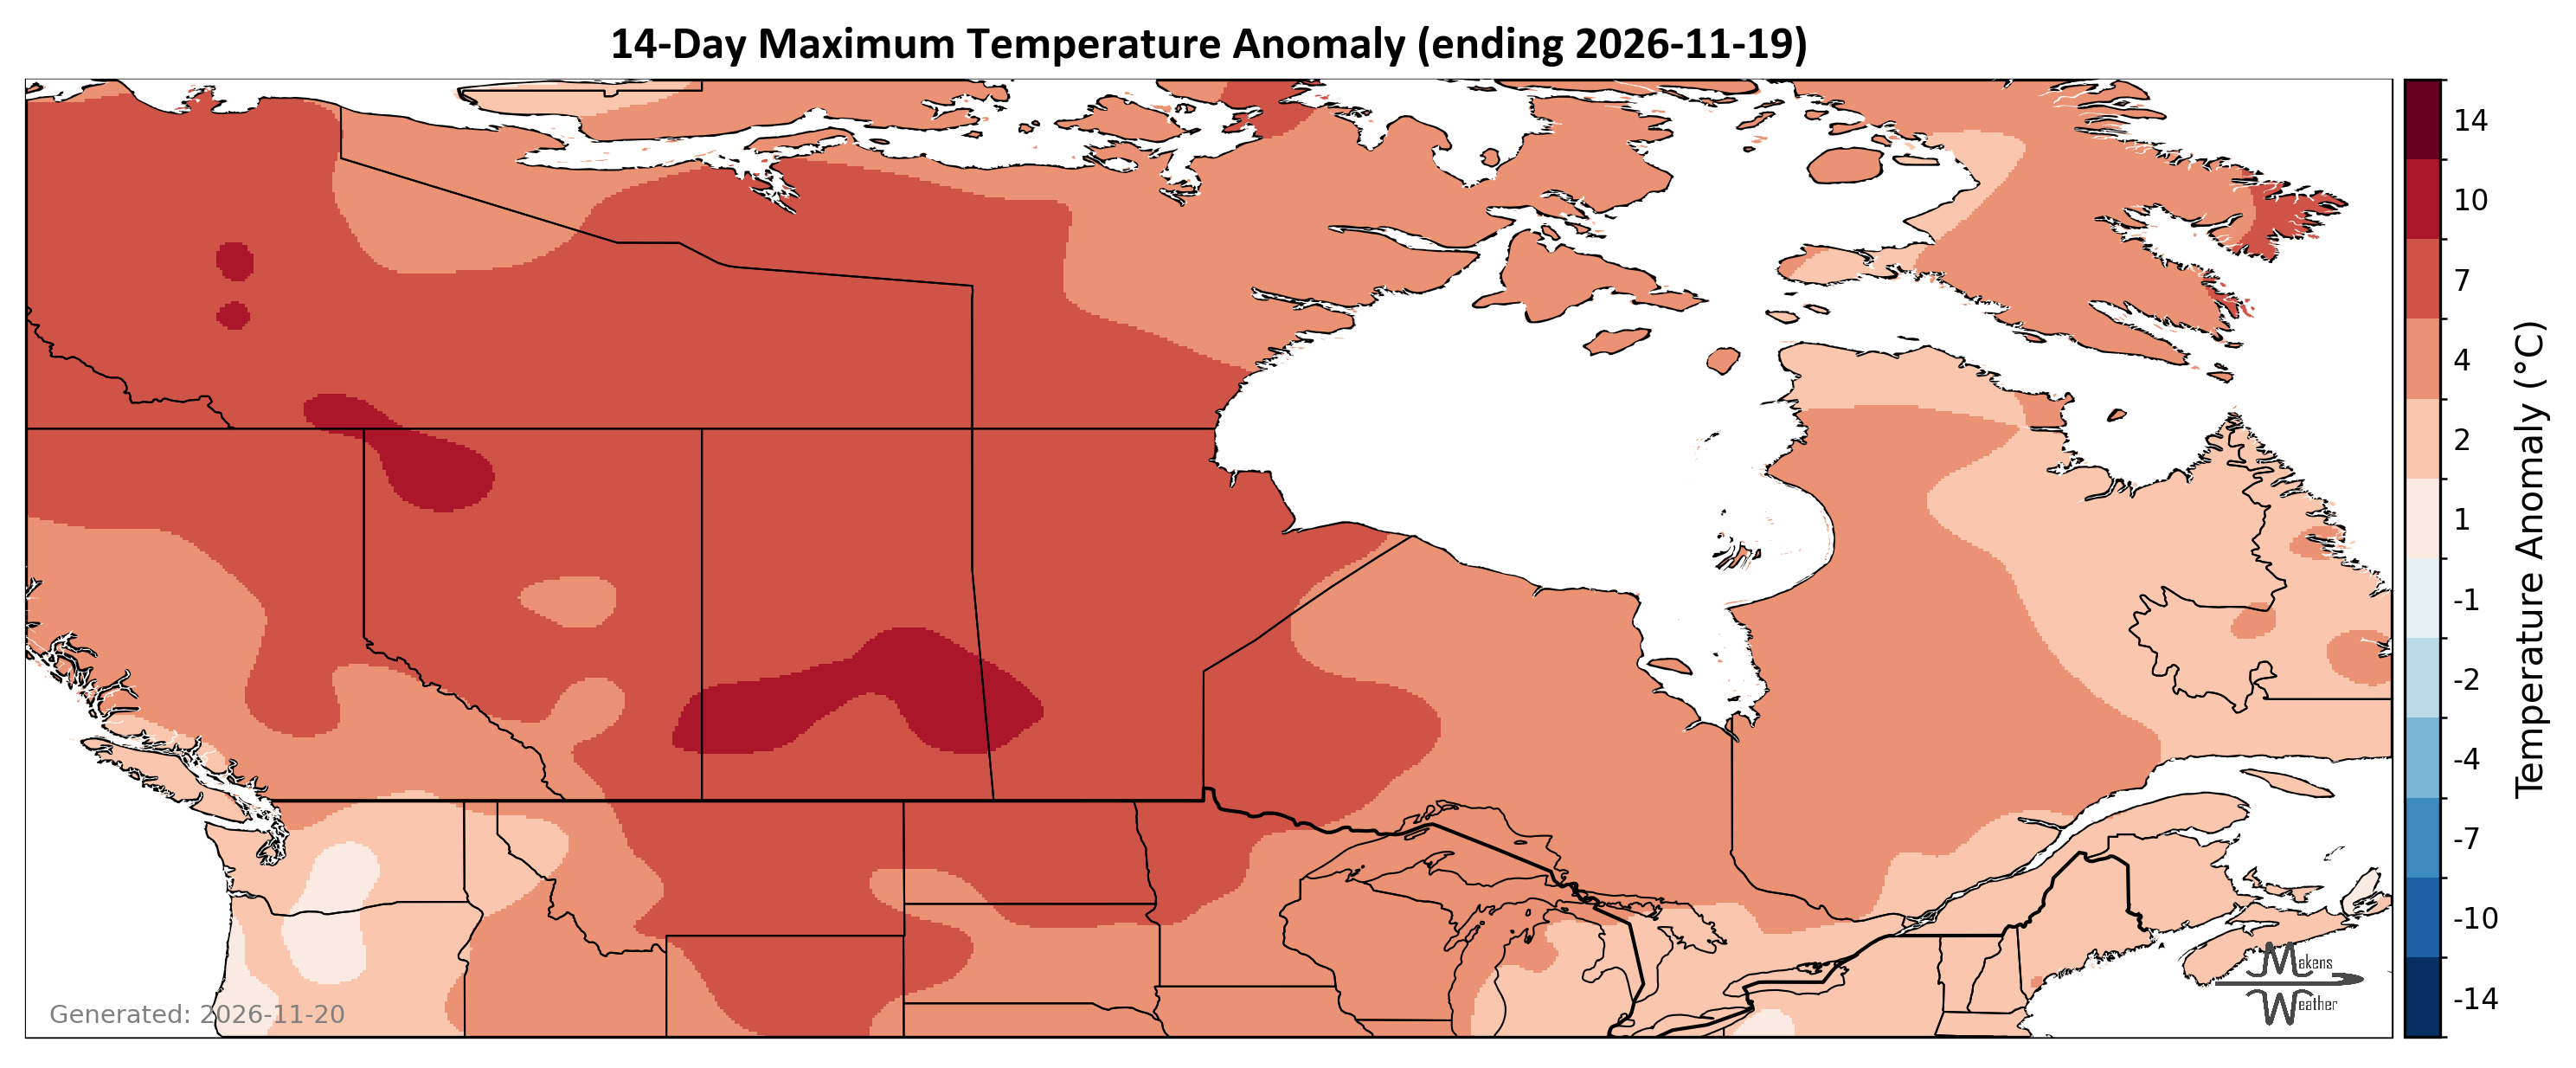 14-Day Maximum Temperature Anomaly (ending 2026-11-19)
14
10
7
4
2
1
-1
-2
-4
-7
-10
-14
Temperature Anomaly (°C)
Generated: 2026-11-20
Makens
Weather